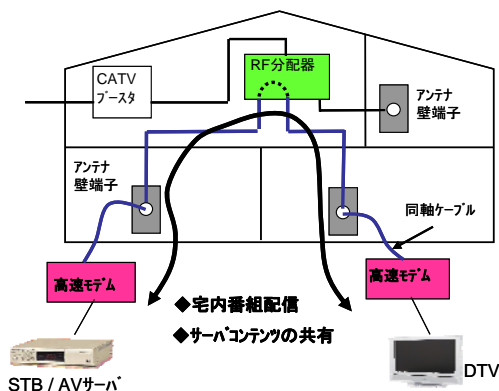 RF分配器
CATV
ブースタ
アンテナ
壁端子
アンテナ
壁端子
同軸ケーブル
高速モデム
高速モデム
◆宅内番組配信
◆サーバコンテンツの共有
STB / AVサーバ
DTV